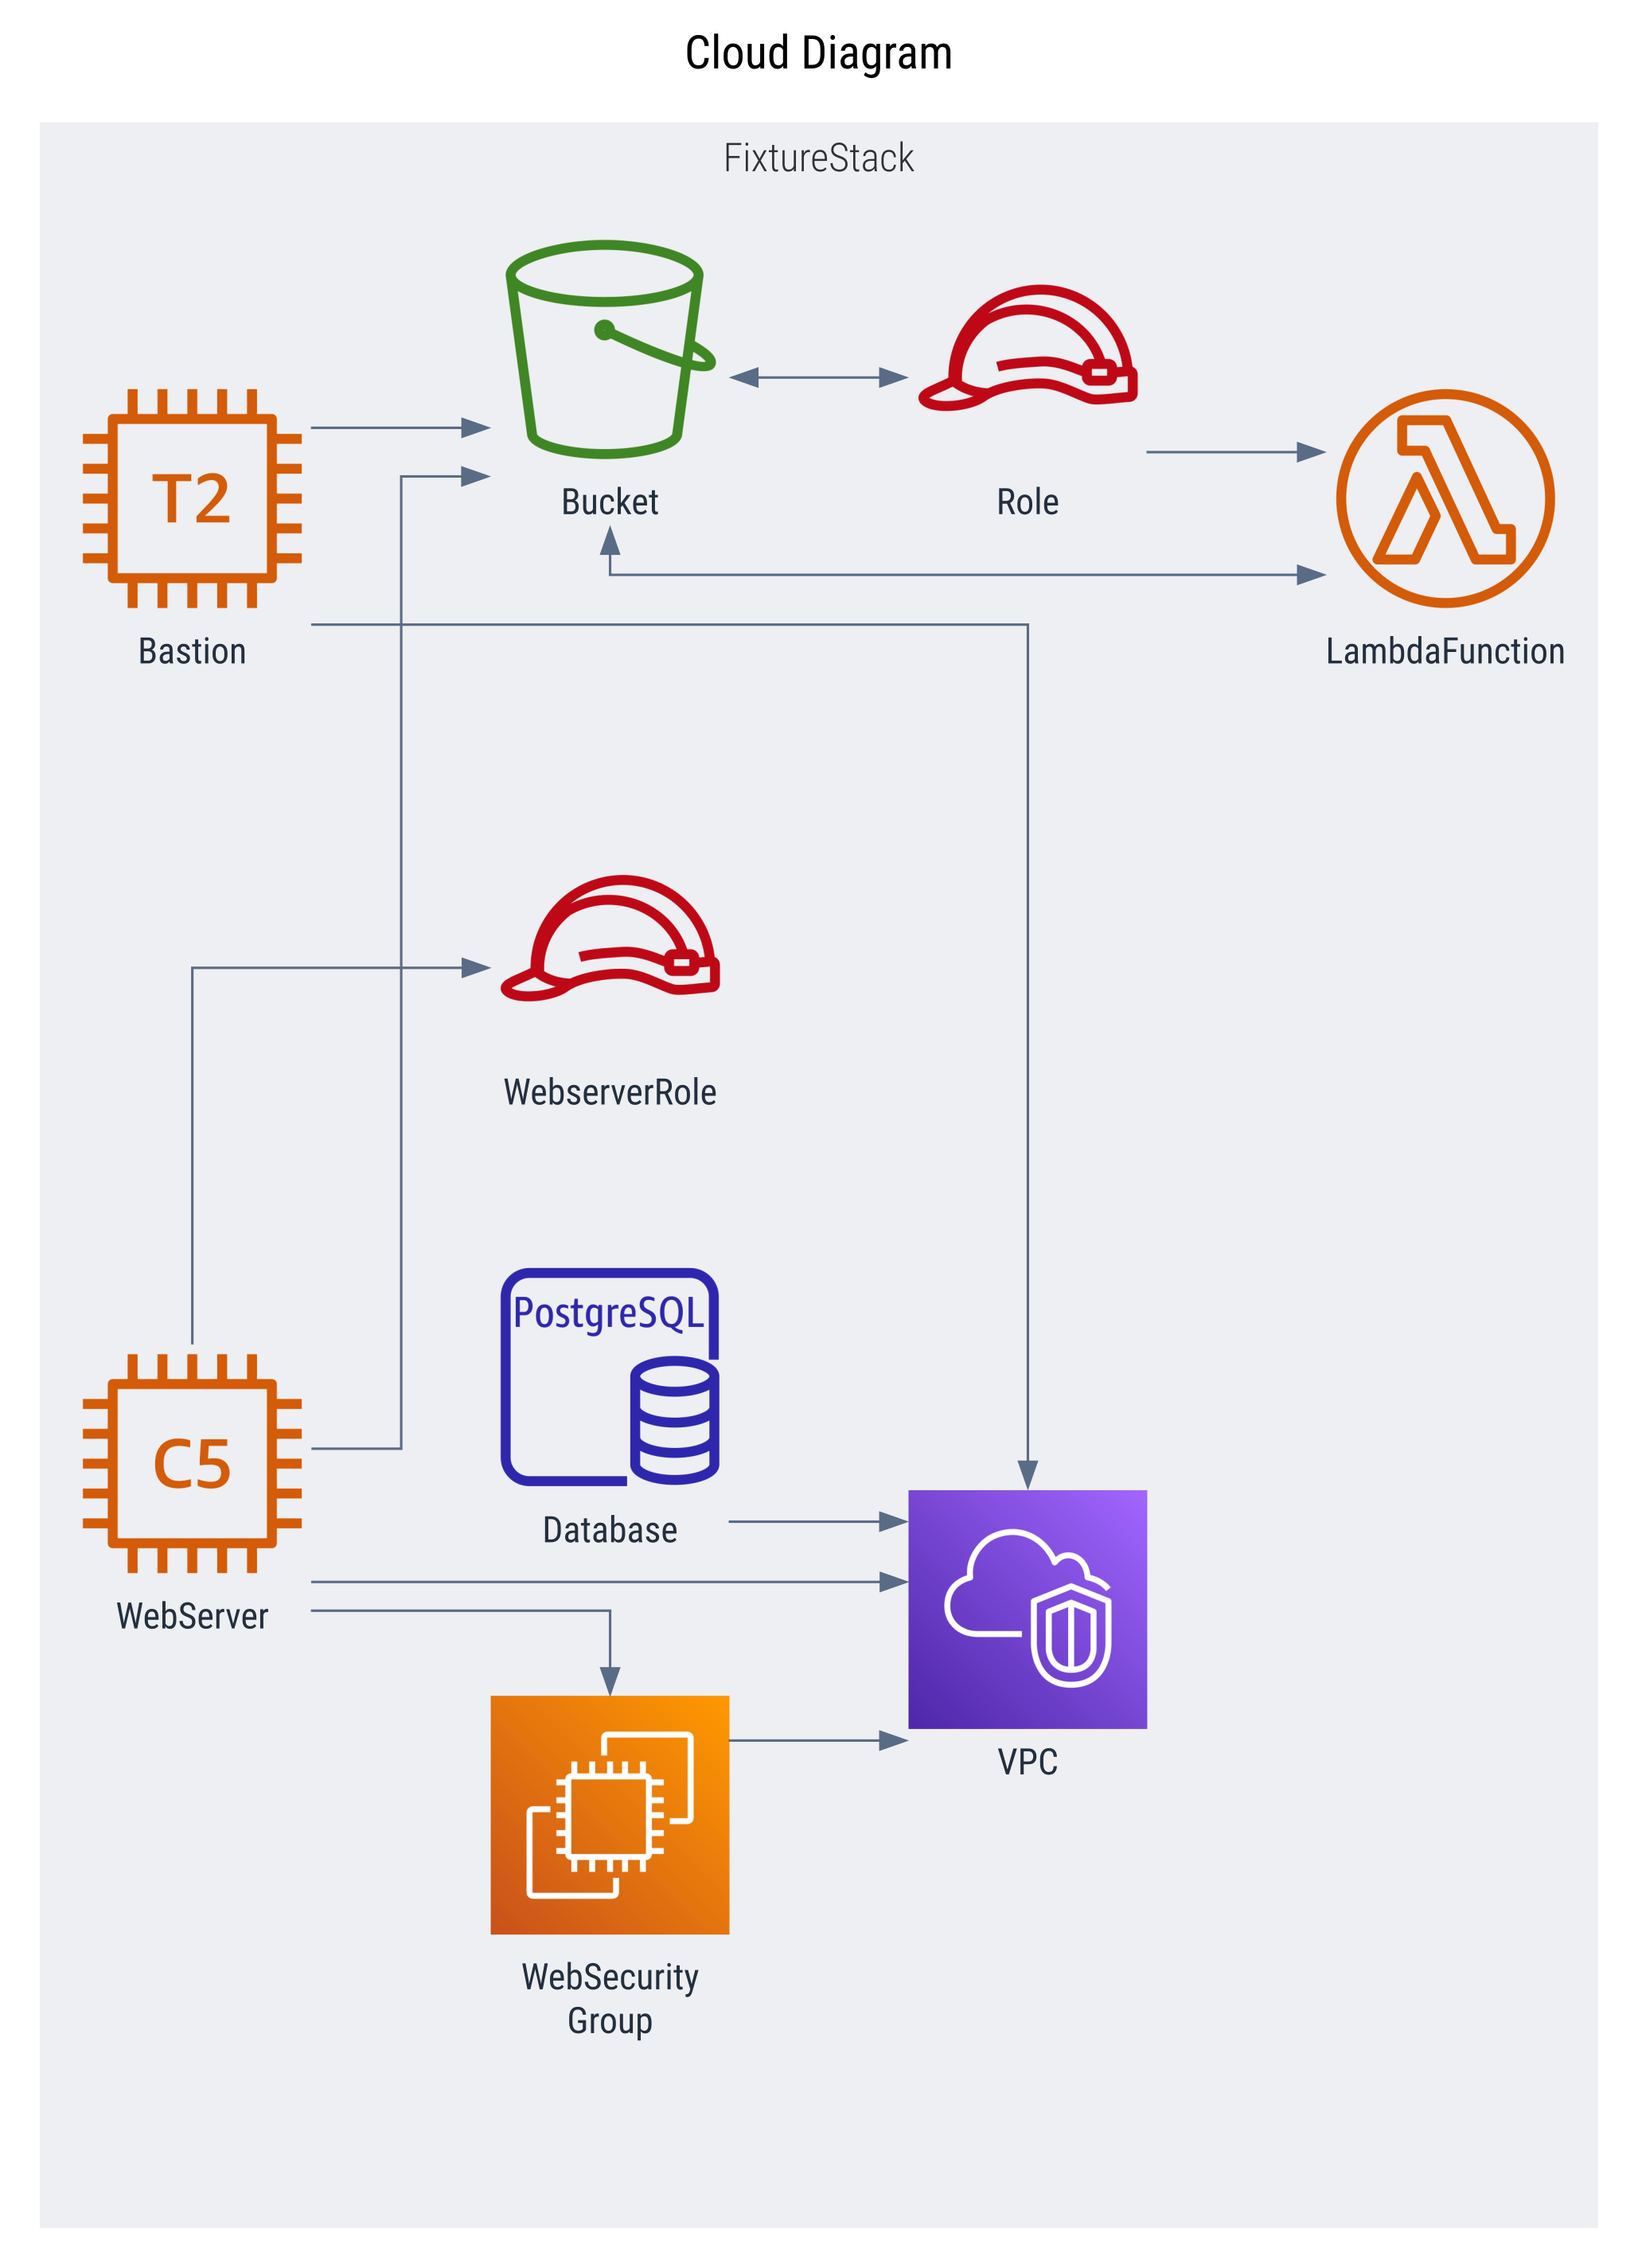 Cloud Diagram
FixtureStack
Bucket
Role
T2
Bastion
LambdaFunction
WebserverRole
PostgreSQL
C5
Database
WebServer
VPC
WebSecurity
Group